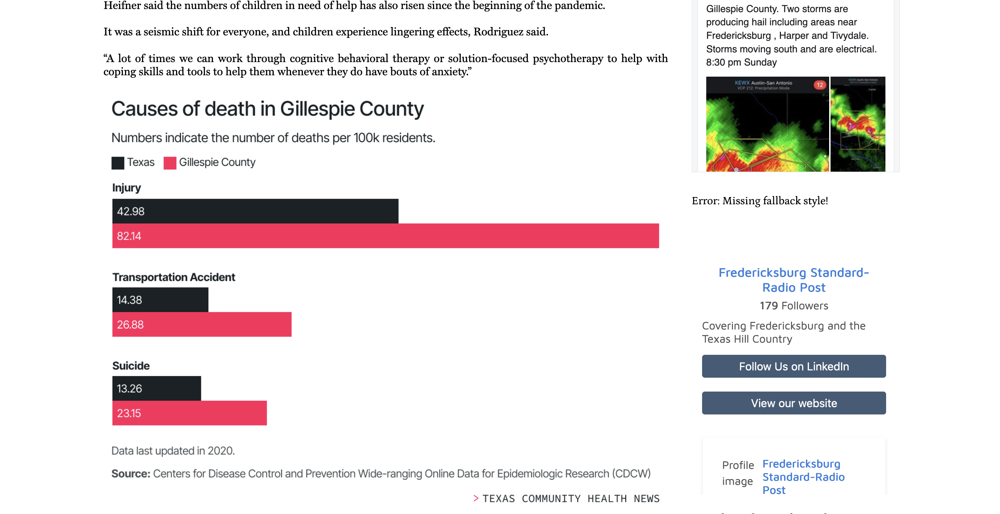 Heifner said the numbers of children in need of help has also risen since the beginning of the pandemic.
It was a seismic shift for everyone, and children experience lingering effects, Rodriguez said.
“A lot of times we can work through cognitive behavioral therapy or solution-focused psychotherapy to help with
coping skills and tools to help them whenever they do have bouts of anxiety.”
Causes of death in Gillespie County
Numbers indicate the number of deaths per 100k residents.
Texas Gillespie County
Injury
42.98
82.14
Transportation Accident
14.38
26.88
Suicide
13.26
23.15
Data last updated in 2020.
Source: Centers for Disease Control and Prevention Wide-ranging Online Data for Epidemiologic Research (CDCW)
> TEXAS COMMUNITY HEALTH NEWS
Gillespie County. Two storms are
producing hail including areas near
Fredericksburg , Harper and Tivydale.
Storms moving south and are electrical.
8:30 pm Sunday
KEWX Austin-San Antonio
VCP 212: Precipitation Mode
12
Error: Missing fallback style!
Fredericksburg Standard-
Radio Post
179 Followers
Covering Fredericksburg and the
Texas Hill Country
Follow Us on LinkedIn
View our website
Profile
image
Fredericksburg
Standard-Radio
Post